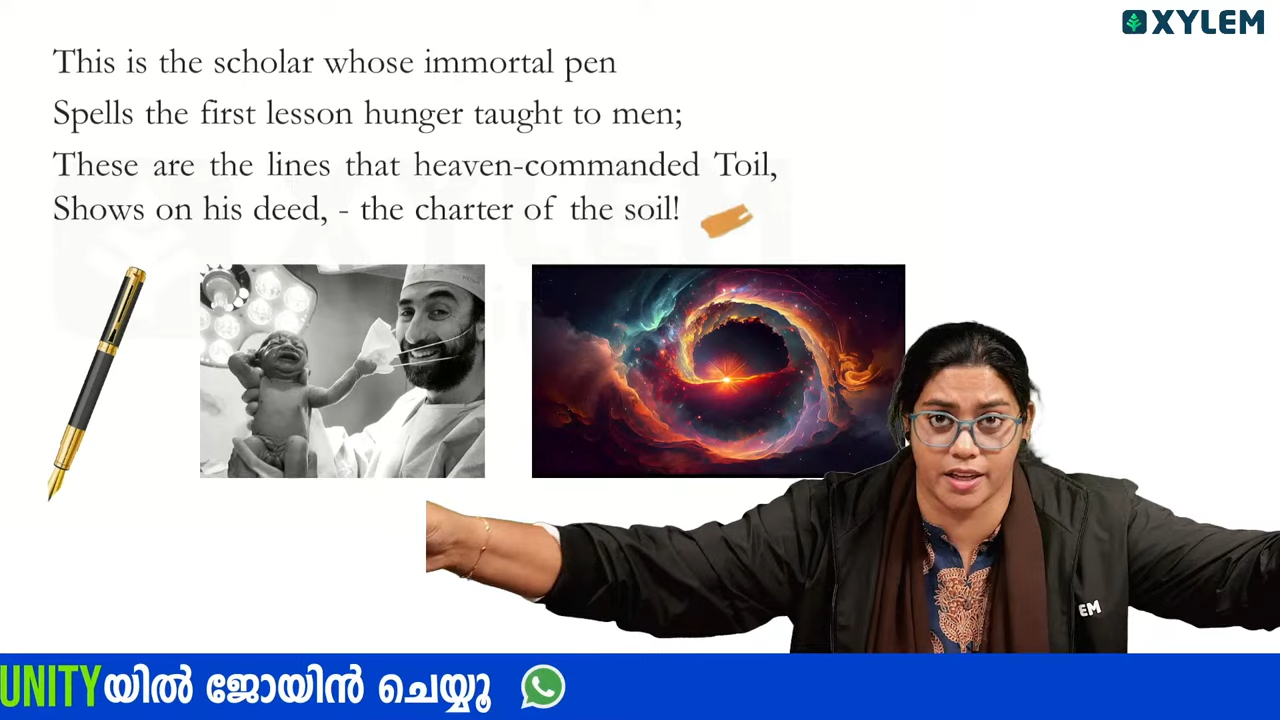 XYLEM
This is the scholar whose immortal pen
Spells the first lesson hunger taught to men;
These are the lines that heaven-commanded Toil,
Shows on his deed, - the charter of the soil!
EM
UNITYയിൽ ജോയിൻ ചെയ്യൂ